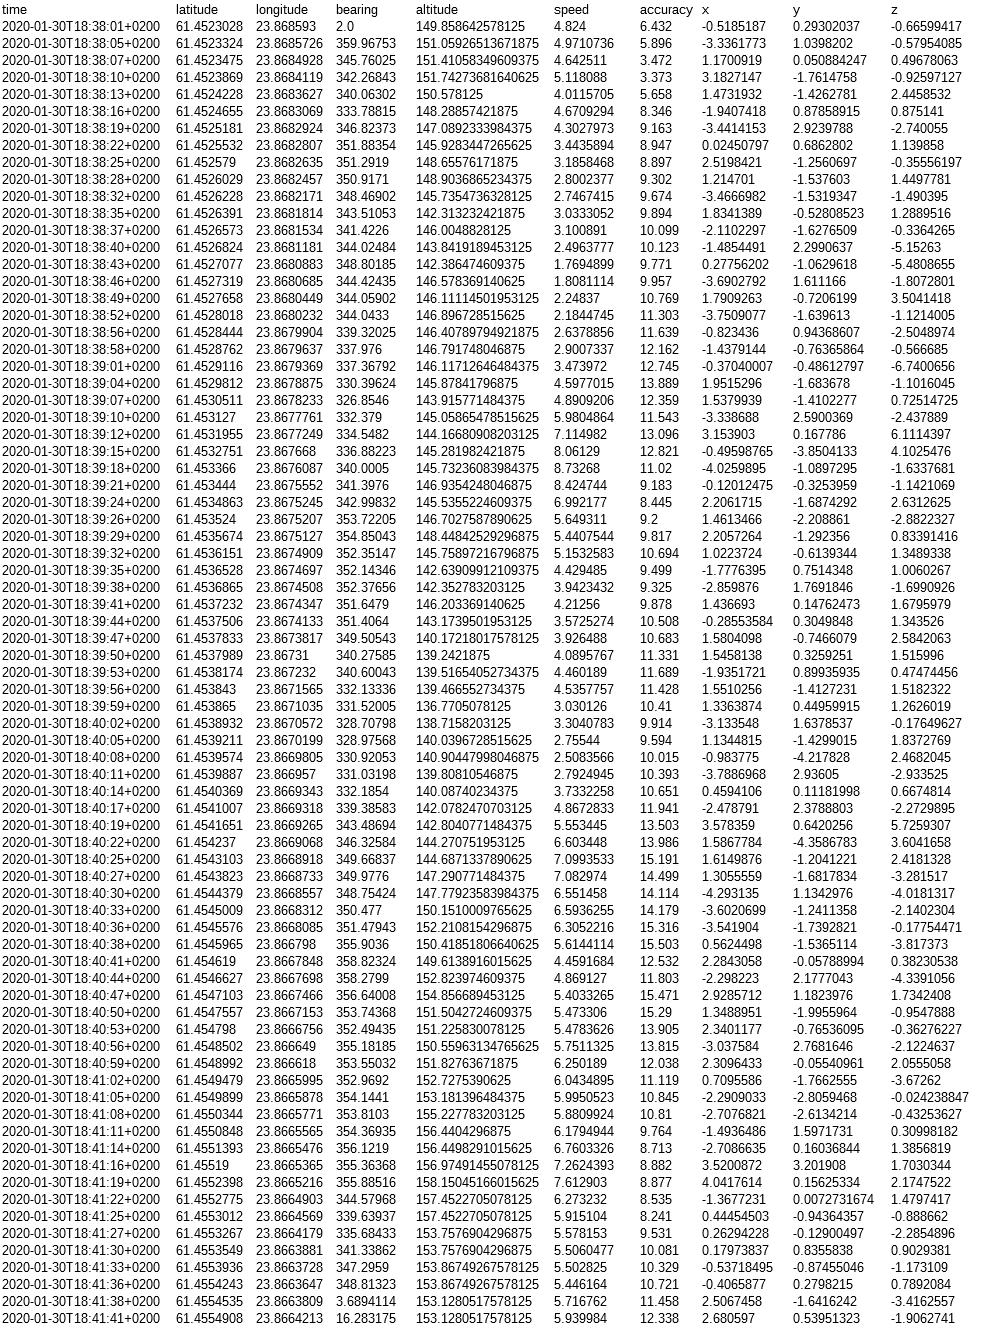 time latitude longitude bearing altitude speed accuracy x y z
2020-01-30T18:38:01+0200 61.4523028 23.868593 2.0 149.858642578125 4.824 6.432 -0.5185187 0.29302037 -0.66599417
2020-01-30T18:38:05+0200 61.4523324 23.8685726 359.96753 151.05926513671875 4.9710736 5.896 -3.3361773 1.0398202 -0.57954085
2020-01-30T18:38:07+0200 61.4523475 23.8684928 345.76025 151.41058349609375 4.642511 3.472 1.1700919 0.050884247 0.49678063
2020-01-30T18:38:10+0200 61.4523869 23.8684119 342.26843 151.74273681640625 5.118088 3.373 3.1827147 -1.7614758 -0.92597127
2020-01-30T18:38:13+0200 61.4524228 23.8683627 340.06302 150.578125 4.0115705 5.658 1.4731932 -1.4262781 2.4458532
2020-01-30T18:38:16+0200 61.4524655 23.8683069 333.78815 148.28857421875 4.6709294 8.346 -1.9407418 0.87858915 0.875141
2020-01-30T18:38:19+0200 61.4525181 23.8682924 346.82373 147.0892333984375 4.3027973 9.163 -3.4414153 2.9239788 -2.740055
2020-01-30T18:38:22+0200 61.4525532 23.8682807 351.88354 145.9283447265625 3.4435894 8.947 0.02450797 0.6862802 1.139858
2020-01-30T18:38:25+0200 61.452579 23.8682635 351.2919 148.65576171875 3.1858468 8.897 2.5198421 -1.2560697 -0.35556197
2020-01-30T18:38:28+0200 61.4526029 23.8682457 350.9171 148.9036865234375 2.8002377 9.302 1.214701 -1.537603 1.4497781
2020-01-30T18:38:32+0200 61.4526228 23.8682171 348.46902 145.7354736328125 2.7467415 9.674 -3.4666982 -1.5319347 -1.490395
2020-01-30T18:38:35+0200 61.4526391 23.8681814 343.51053 142.313232421875 3.0333052 9.894 1.8341389 -0.52808523 1.2889516
2020-01-30T18:38:37+0200 61.4526573 23.8681534 341.4226 146.0048828125 3.100891 10.099 -2.1102297 -1.6276509 -0.3364265
2020-01-30T18:38:40+0200 61.4526824 23.8681181 344.02484 143.8419189453125 2.4963777 10.123 -1.4854491 2.2990637 -5.15263
2020-01-30T18:38:43+0200 61.4527077 23.8680883 348.80185 142.386474609375 1.7694899 9.771 0.27756202 -1.0629618 -5.4808655
2020-01-30T18:38:46+0200 61.4527319 23.8680685 344.42435 146.578369140625 1.8081114 9.957 -3.6902792 1.611166 -1.8072801
2020-01-30T18:38:49+0200 61.4527658 23.8680449 344.05902 146.11114501953125 2.24837 10.769 1.7909263 -0.7206199 3.5041418
2020-01-30T18:38:52+0200 61.4528018 23.8680232 344.0433 146.896728515625 2.1844745 11.303 -3.7509077 -1.639613 -1.1214005
2020-01-30T18:38:56+0200 61.4528444 23.8679904 339.32025 146.40789794921875 2.6378856 11.639 -0.823436 0.94368607 -2.5048974
2020-01-30T18:38:58+0200 61.4528762 23.8679637 337.976 146.791748046875 2.9007337 12.162 -1.4379144 -0.76365864 -0.566685
2020-01-30T18:39:01+0200 61.4529116 23.8679369 337.36792 146.11712646484375 3.473972 12.745 -0.37040007 -0.48612797 -6.7400656
2020-01-30T18:39:04+0200 61.4529812 23.8678875 330.39624 145.87841796875 4.5977015 13.889 1.9515296 -1.683678 -1.1016045
2020-01-30T18:39:07+0200 61.4530511 23.8678233 326.8546 143.915771484375 4.8909206 12.359 1.5379939 -1.4102277 0.72514725
2020-01-30T18:39:10+0200 61.453127 23.8677761 332.379 145.05865478515625 5.9804864 11.543 -3.338688 2.5900369 -2.437889
2020-01-30T18:39:12+0200 61.4531955 23.8677249 334.5482 144.16680908203125 7.114982 13.096 3.153903 0.167786 6.1114397
2020-01-30T18:39:15+0200 61.4532751 23.867668 336.88223 145.281982421875 8.06129 12.821 -0.49598765 -3.8504133 4.1025476
2020-01-30T18:39:18+0200 61.453366 23.8676087 340.0005 145.73236083984375 8.73268 11.02 -4.0259895 -1.0897295 -1.6337681
2020-01-30T18:39:21+0200 61.453444 23.8675552 341.3976 146.9354248046875 8.424744 9.183 -0.12012475 -0.3253959 -1.1421069
2020-01-30T18:39:24+0200 61.4534863 23.8675245 342.99832 145.5355224609375 6.992177 8.445 2.2061715 -1.6874292 2.6312625
2020-01-30T18:39:26+0200 61.453524 23.8675207 353.72205 146.7027587890625 5.649311 9.2 1.4613466 -2.208861 -2.8822327
2020-01-30T18:39:29+0200 61.4535674 23.8675127 354.85043 148.44842529296875 5.4407544 9.817 2.2057264 -1.292356 0.83391416
2020-01-30T18:39:32+0200 61.4536151 23.8674909 352.35147 145.75897216796875 5.1532583 10.694 1.0223724 -0.6139344 1.3489338
2020-01-30T18:39:35+0200 61.4536528 23.8674697 352.14346 142.63909912109375 4.429485 9.499 -1.7776395 0.7514348 1.0060267
2020-01-30T18:39:38+0200 61.4536865 23.8674508 352.37656 142.352783203125 3.9423432 9.325 -2.859876 1.7691846 -1.6990926
2020-01-30T18:39:41+0200 61.4537232 23.8674347 351.6479 146.203369140625 4.21256 9.878 1.436693 0.14762473 1.6795979
2020-01-30T18:39:44+0200 61.4537506 23.8674133 351.4064 143.1739501953125 3.5725274 10.508 -0.28553584 0.3049848 1.343526
2020-01-30T18:39:47+0200 61.4537833 23.8673817 349.50543 140.17218017578125 3.926488 10.683 1.5804098 -0.7466079 2.5842063
2020-01-30T18:39:50+0200 61.4537989 23.86731 340.27585 139.2421875 4.0895767 11.331 1.5458138 0.3259251 1.515996
2020-01-30T18:39:53+0200 61.4538174 23.867232 340.60043 139.51654052734375 4.460189 11.689 -1.9351721 0.89935935 0.47474456
2020-01-30T18:39:56+0200 61.453843 23.8671565 332.13336 139.466552734375 4.5357757 11.428 1.5510256 -1.4127231 1.5182322
2020-01-30T18:39:59+0200 61.453865 23.8671035 331.52005 136.7705078125 3.030126 10.41 1.3363874 0.44959915 1.2626019
2020-01-30T18:40:02+0200 61.4538932 23.8670572 328.70798 138.7158203125 3.3040783 9.914 -3.133548 1.6378537 -0.17649627
2020-01-30T18:40:05+0200 61.4539211 23.8670199 328.97568 140.0396728515625 2.75544 9.594 1.1344815 -1.4299015 1.8372769
2020-01-30T18:40:08+0200 61.4539574 23.8669805 330.92053 140.90447998046875 2.5083566 10.015 -0.983775 -4.217828 2.4682045
2020-01-30T18:40:11+0200 61.4539887 23.866957 331.03198 139.80810546875 2.7924945 10.393 -3.7886968 2.93605 -2.933525
2020-01-30T18:40:14+0200 61.4540369 23.8669343 332.1854 140.08740234375 3.7332258 10.651 0.4594106 0.11181998 0.6674814
2020-01-30T18:40:17+0200 61.4541007 23.8669318 339.38583 142.0782470703125 4.8672833 11.941 -2.478791 2.3788803 -2.2729895
2020-01-30T18:40:19+0200 61.4541651 23.8669265 343.48694 142.8040771484375 5.553445 13.503 3.578359 0.6420256 5.7259307
2020-01-30T18:40:22+0200 61.454237 23.8669068 346.32584 144.270751953125 6.603448 13.986 1.5867784 -4.3586783 3.6041658
2020-01-30T18:40:25+0200 61.4543103 23.8668918 349.66837 144.6871337890625 7.0993533 15.191 1.6149876 -1.2041221 2.4181328
2020-01-30T18:40:27+0200 61.4543823 23.8668733 349.9776 147.290771484375 7.082974 14.499 1.3055559 -1.6817834 -3.281517
2020-01-30T18:40:30+0200 61.4544379 23.8668557 348.75424 147.77923583984375 6.551458 14.114 -4.293135 1.1342976 -4.0181317
2020-01-30T18:40:33+0200 61.4545009 23.8668312 350.477 150.1510009765625 6.5936255 14.179 -3.6020699 -1.2411358 -2.1402304
2020-01-30T18:40:36+0200 61.4545576 23.8668085 351.47943 152.2108154296875 6.3052216 15.316 -3.541904 -1.7392821 -0.17754471
2020-01-30T18:40:38+0200 61.4545965 23.866798 355.9036 150.41851806640625 5.6144114 15.503 0.5624498 -1.5365114 -3.817373
2020-01-30T18:40:41+0200 61.454619 23.8667848 358.82324 149.6138916015625 4.4591684 12.532 2.2843058 -0.05788994 0.38230538
2020-01-30T18:40:44+0200 61.4546627 23.8667698 358.2799 152.823974609375 4.869127 11.803 -2.298223 2.1777043 -4.3391056
2020-01-30T18:40:47+0200 61.4547103 23.8667466 356.64008 154.856689453125 5.4033265 15.471 2.9285712 1.1823976 1.7342408
2020-01-30T18:40:50+0200 61.4547557 23.8667153 353.74368 151.5042724609375 5.473306 15.29 1.3488951 -1.9955964 -0.9547888
2020-01-30T18:40:53+0200 61.454798 23.8666756 352.49435 151.225830078125 5.4783626 13.905 2.3401177 -0.76536095 -0.36276227
2020-01-30T18:40:56+0200 61.4548502 23.866649 355.18186 150.55963134765625 5.7511325 13.815 -3.037584 2.7681646 -2.1224637
2020-01-30T18:40:59+0200 61.4548992 23.866618 353.55032 151.82763671875 6.250189 12.038 2.3096433 -0.05540961 2.0555058
2020-01-30T18:41:02+0200 61.4549479 23.8665995 352.9692 152.7275390625 6.0434895 11.119 0.7095586 -1.7662555 -3.67262
2020-01-30T18:41:05+0200 61.4549899 23.8665878 354.1441 153.181396484375 5.9950523 10.845 -2.2909033 -2.8059468 -0.024238847
2020-01-30T18:41:08+0200 61.4550344 23.8665771 353.8103 155.227783203125 5.8809924 10.81 -2.7076821 -2.6134214 -0.43253627
2020-01-30T18:41:11+0200 61.4550848 23.8665565 354.36935 156.4404296875 6.1794944 9.764 -1.4936486 1.5971731 0.30998182
2020-01-30T18:41:14+0200 61.4551393 23.8665476 356.1219 156.4498291015625 6.7603326 8.713 -2.7086635 0.16036844 1.3856819
2020-01-30T18:41:16+0200 61.45519 23.8665365 355.36368 156.97491455078125 7.2624393 8.882 3.5200872 3.201908 1.7030344
2020-01-30T18:41:19+0200 61.4552398 23.8665216 355.88516 158.15045166015625 7.612903 8.877 4.0417614 0.15625334 2.1747522
2020-01-30T18:41:22+0200 61.4552775 23.8664903 344.57968 157.4522705078125 6.273232 8.535 -1.3677231 0.0072731674 1.4797417
2020-01-30T18:41:25+0200 61.4553012 23.8664569 339.63937 157.4522705078125 5.915104 8.241 0.44454503 -0.94364357 -0.888662
2020-01-30T18:41:27+0200 61.4553267 23.8664179 335.68433 153.7576904296875 5.578153 9.531 0.26294228 -0.12900497 -2.2854896
2020-01-30T18:41:30+0200 61.4553549 23.8663881 341.33862 153.7576904296875 5.5060477 10.081 0.17973837 0.8355838 0.9029381
2020-01-30T18:41:33+0200 61.4553936 23.8663728 347.2959 153.86749267578125 5.502825 10.329 -0.53718495 -0.87455046 -1.173109
2020-01-30T18:41:36+0200 61.4554243 23.8663647 348.81323 153.86749267578125 5.446164 10.721 -0.4065877 0.2798215 0.7892084
2020-01-30T18:41:38+0200 61.4554535 23.8663809 3.6894114 153.1280517578125 5.716762 11.458 2.5067458 -1.6416242 -3.4162557
2020-01-30T18:41:41+0200 61.4554908 23.8664213 16.283175 153.1280517578125 5.939984 12.338 2.680597 0.53951323 -1.9062741